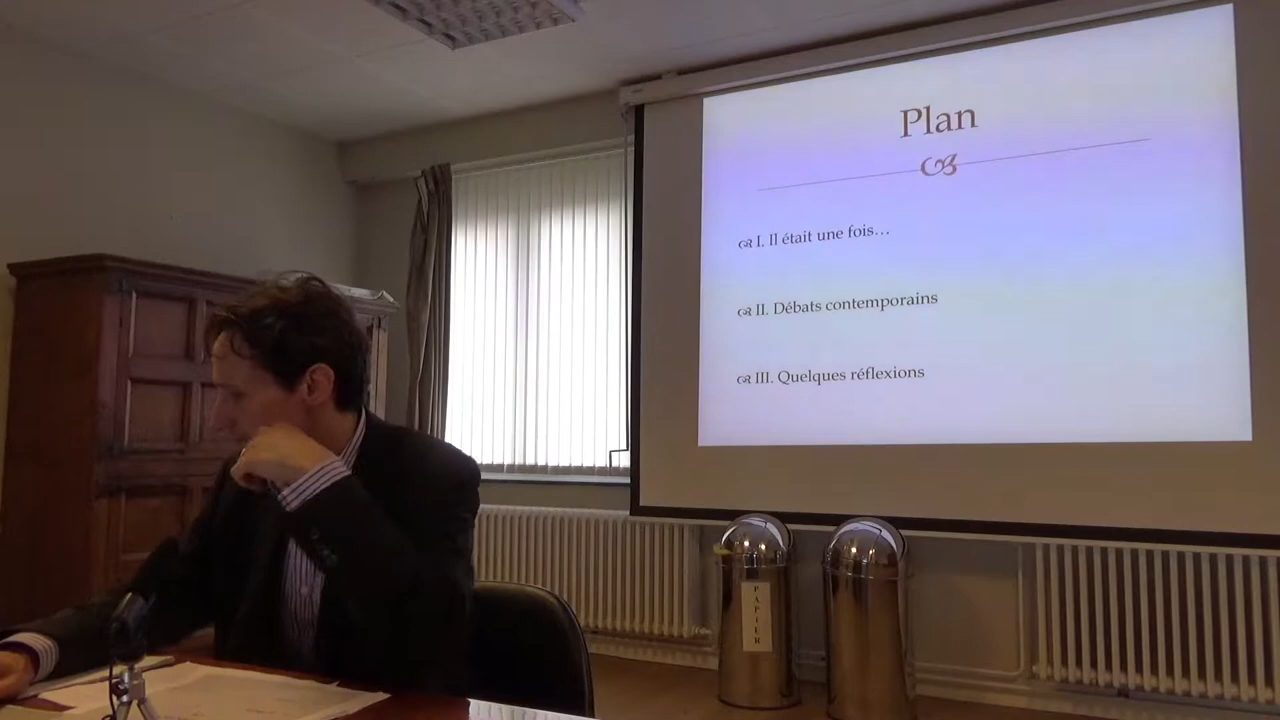 Plan
I. Il était une fois…
II. Débats contemporains
III. Quelques réflexions
PAPIER